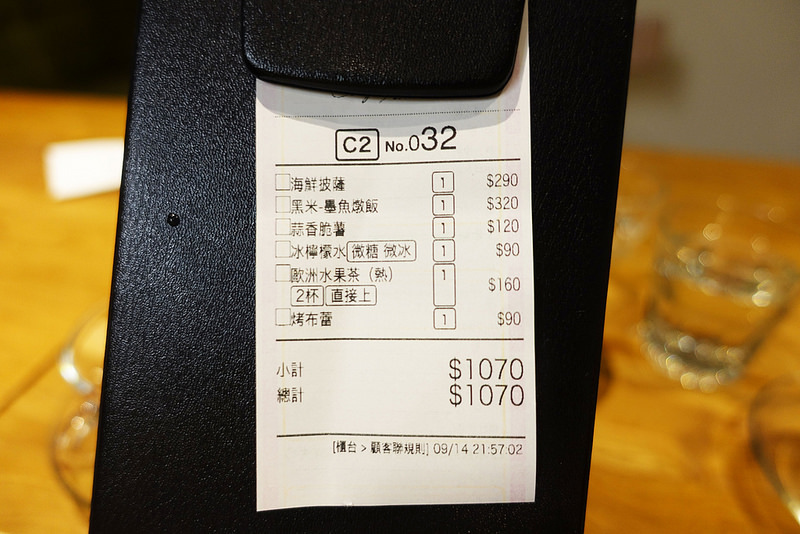 C2 No.032
海鮮披薩 1 $290
黑米-墨魚燉飯 1 $320
蒜香脆薯 1 $120
冰檸檬水 微糖 微冰 1 $90
歐洲水果茶（熱） 1 $160
2杯 直接上
烤布蕾 1 $90
小計 $1070
總計 $1070
[櫃台 > 顧客聯規則] 09/14 21:57:02